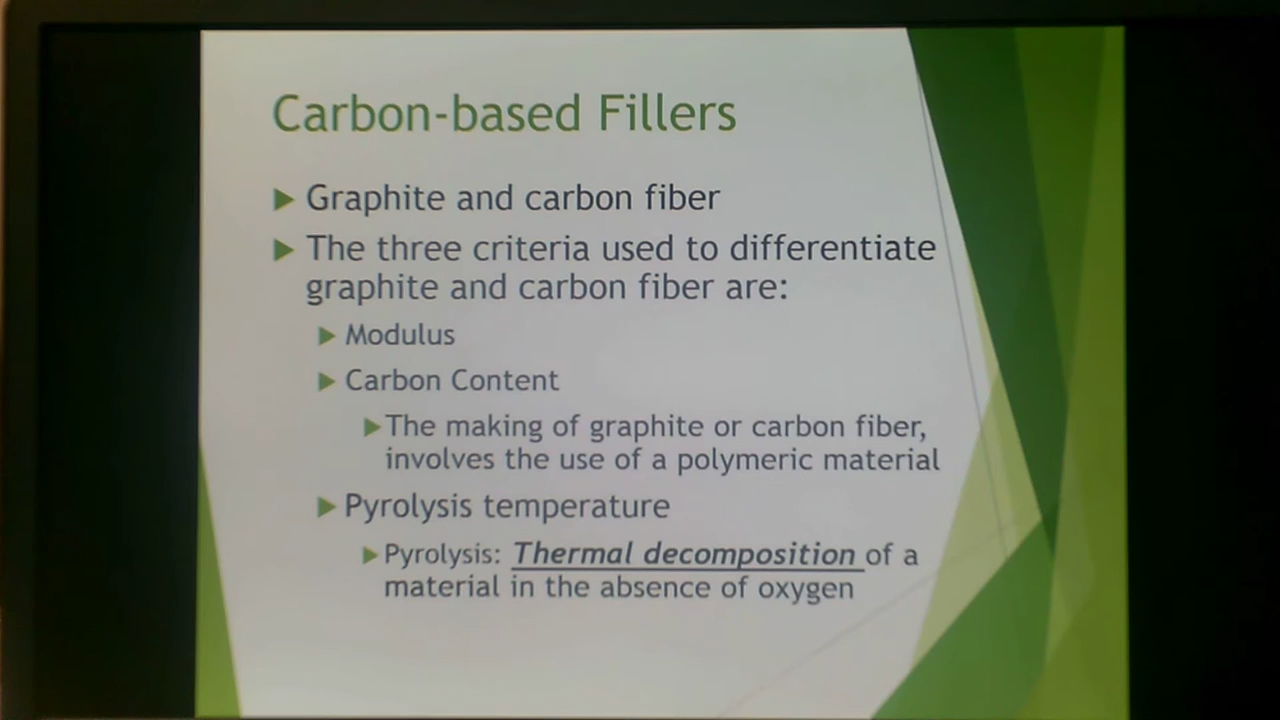 Carbon-based Fillers
Graphite and carbon fiber
The three criteria used to differentiate
graphite and carbon fiber are:
Modulus
Carbon Content
The making of graphite or carbon fiber,
involves the use of a polymeric material
Pyrolysis temperature
Pyrolysis: Thermal decomposition of a
material in the absence of oxygen